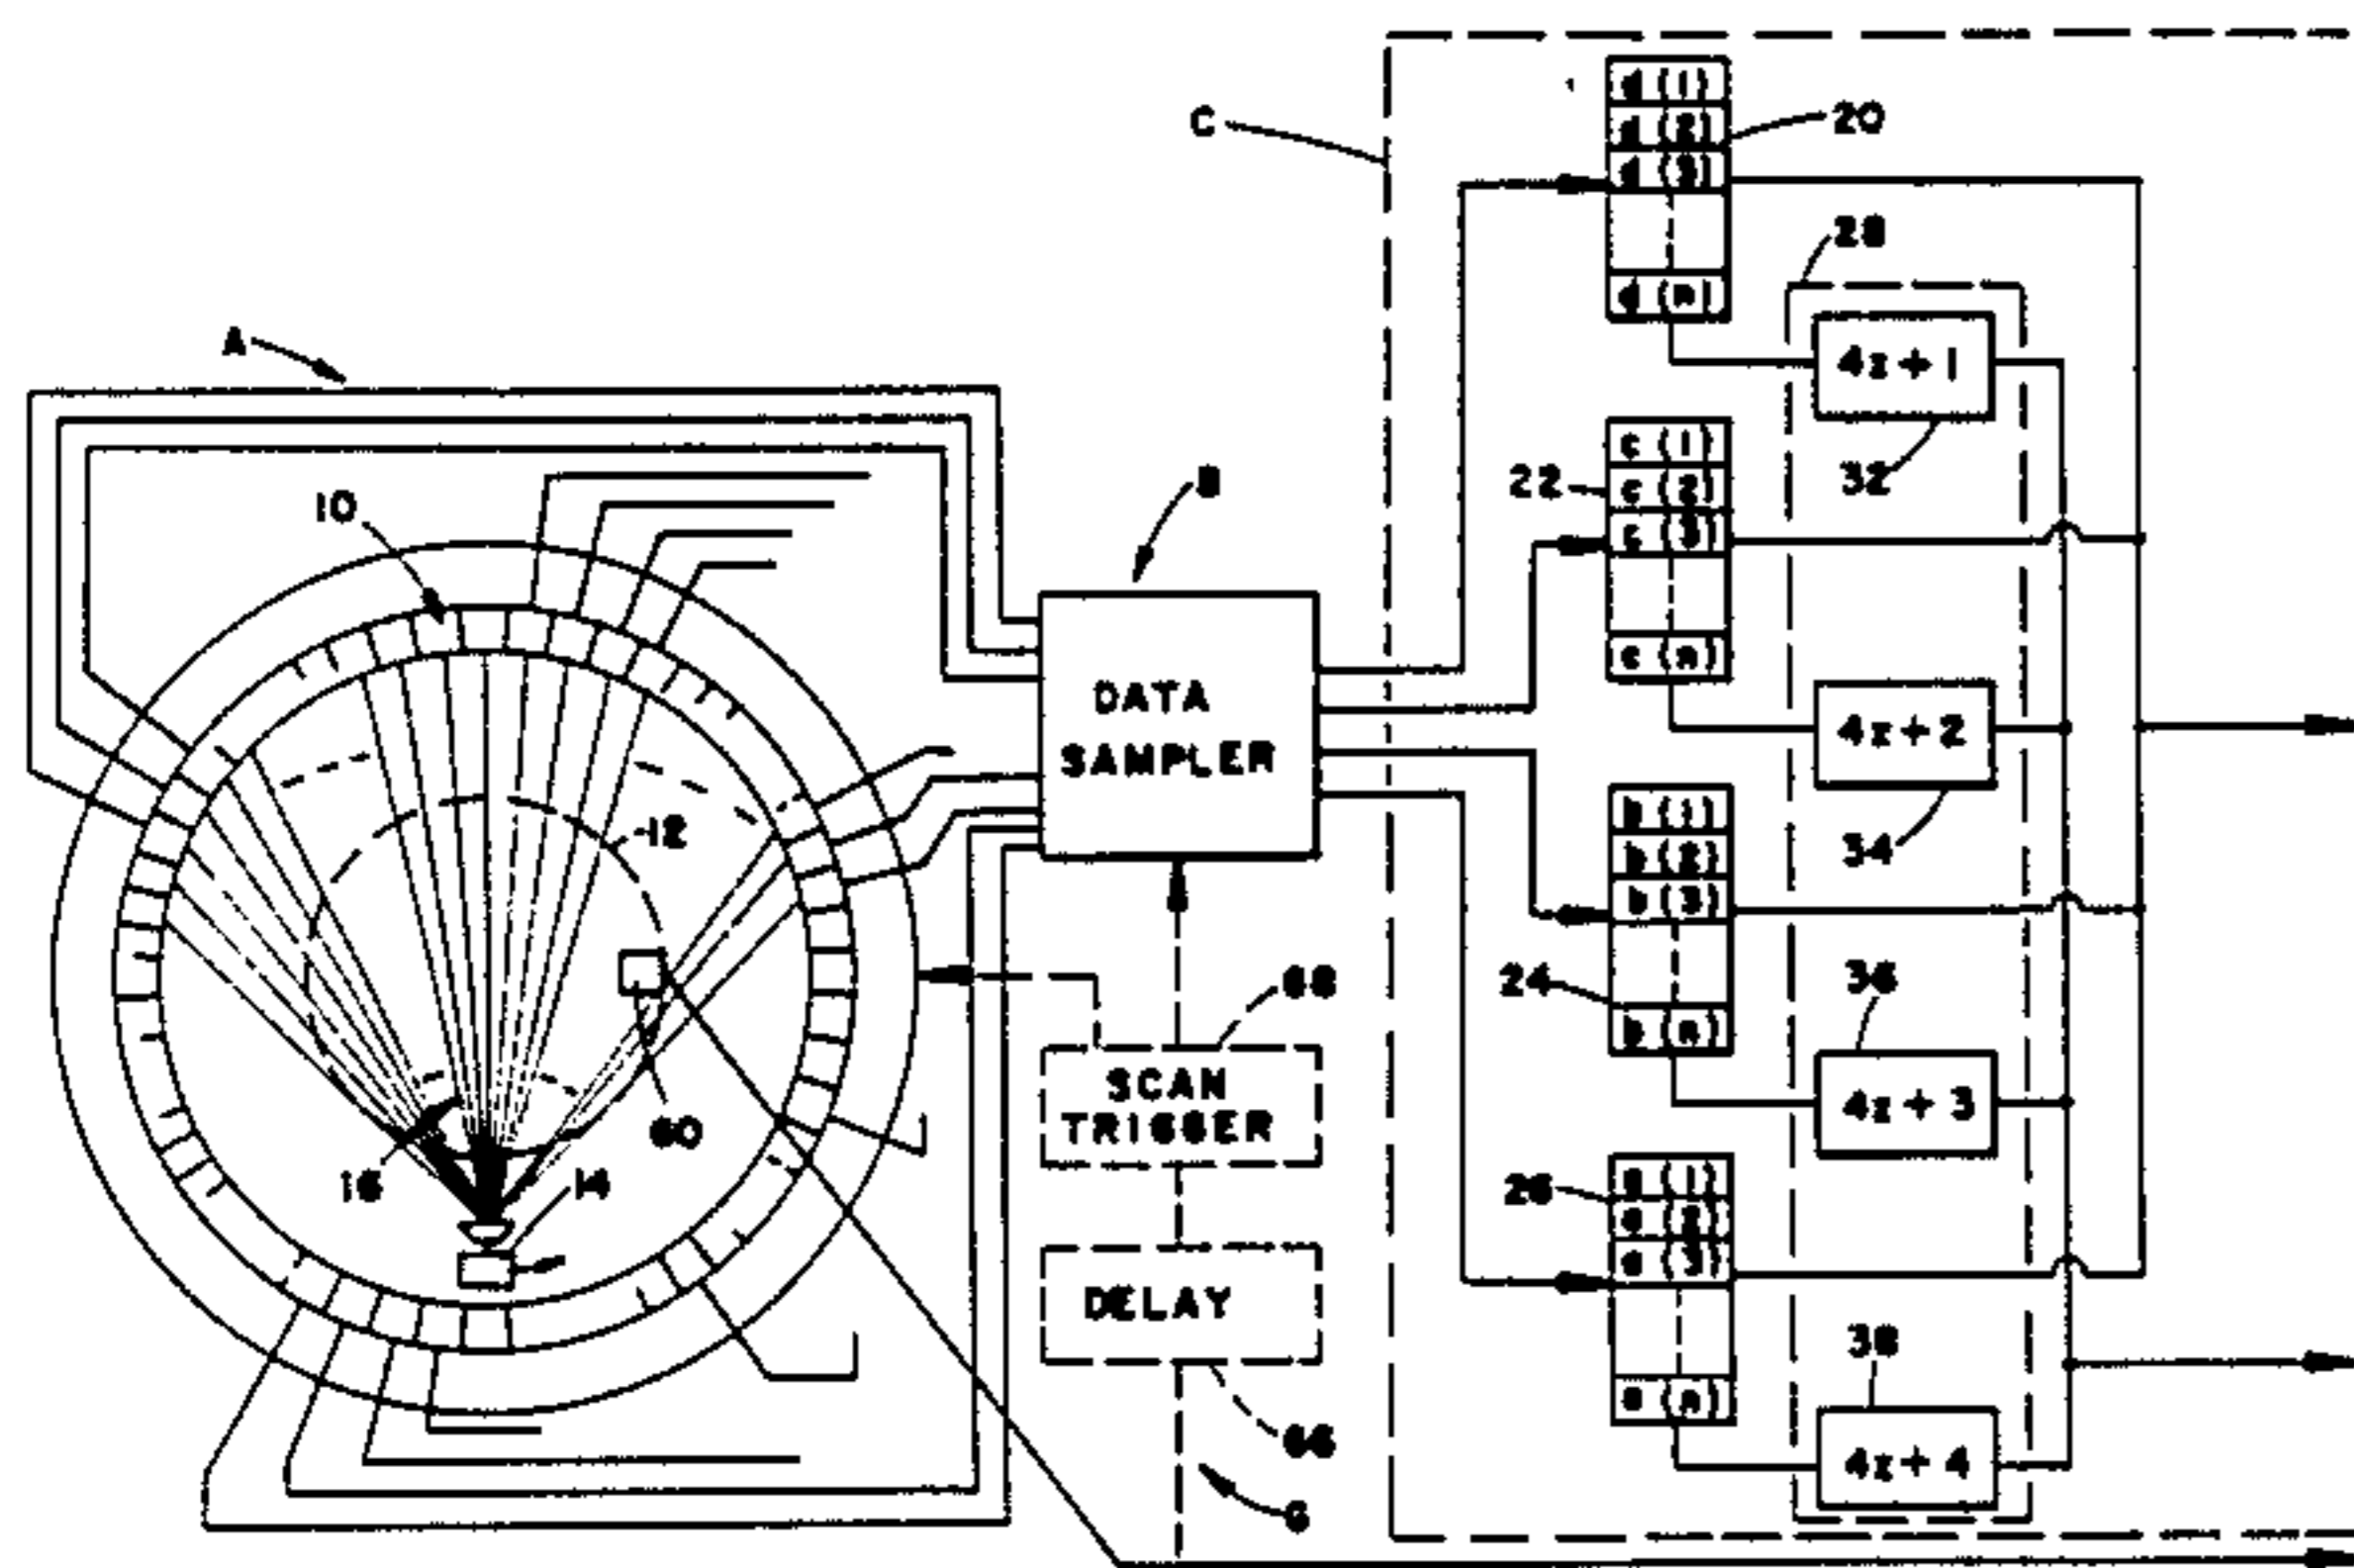 C
d (1)
d (2)
d (3)
d (n)
20
28
4z + 1
32
A
10
B
22
c (1)
c (2)
c (3)
c (n)
4z + 2
34
DATA
SAMPLER
12
b (1)
b (2)
b (3)
b (n)
24
36
4z + 3
68
SCAN
TRIGGER
60
16
14
26
a (1)
a (2)
a (3)
a (n)
DELAY
38
4z + 4
66
G